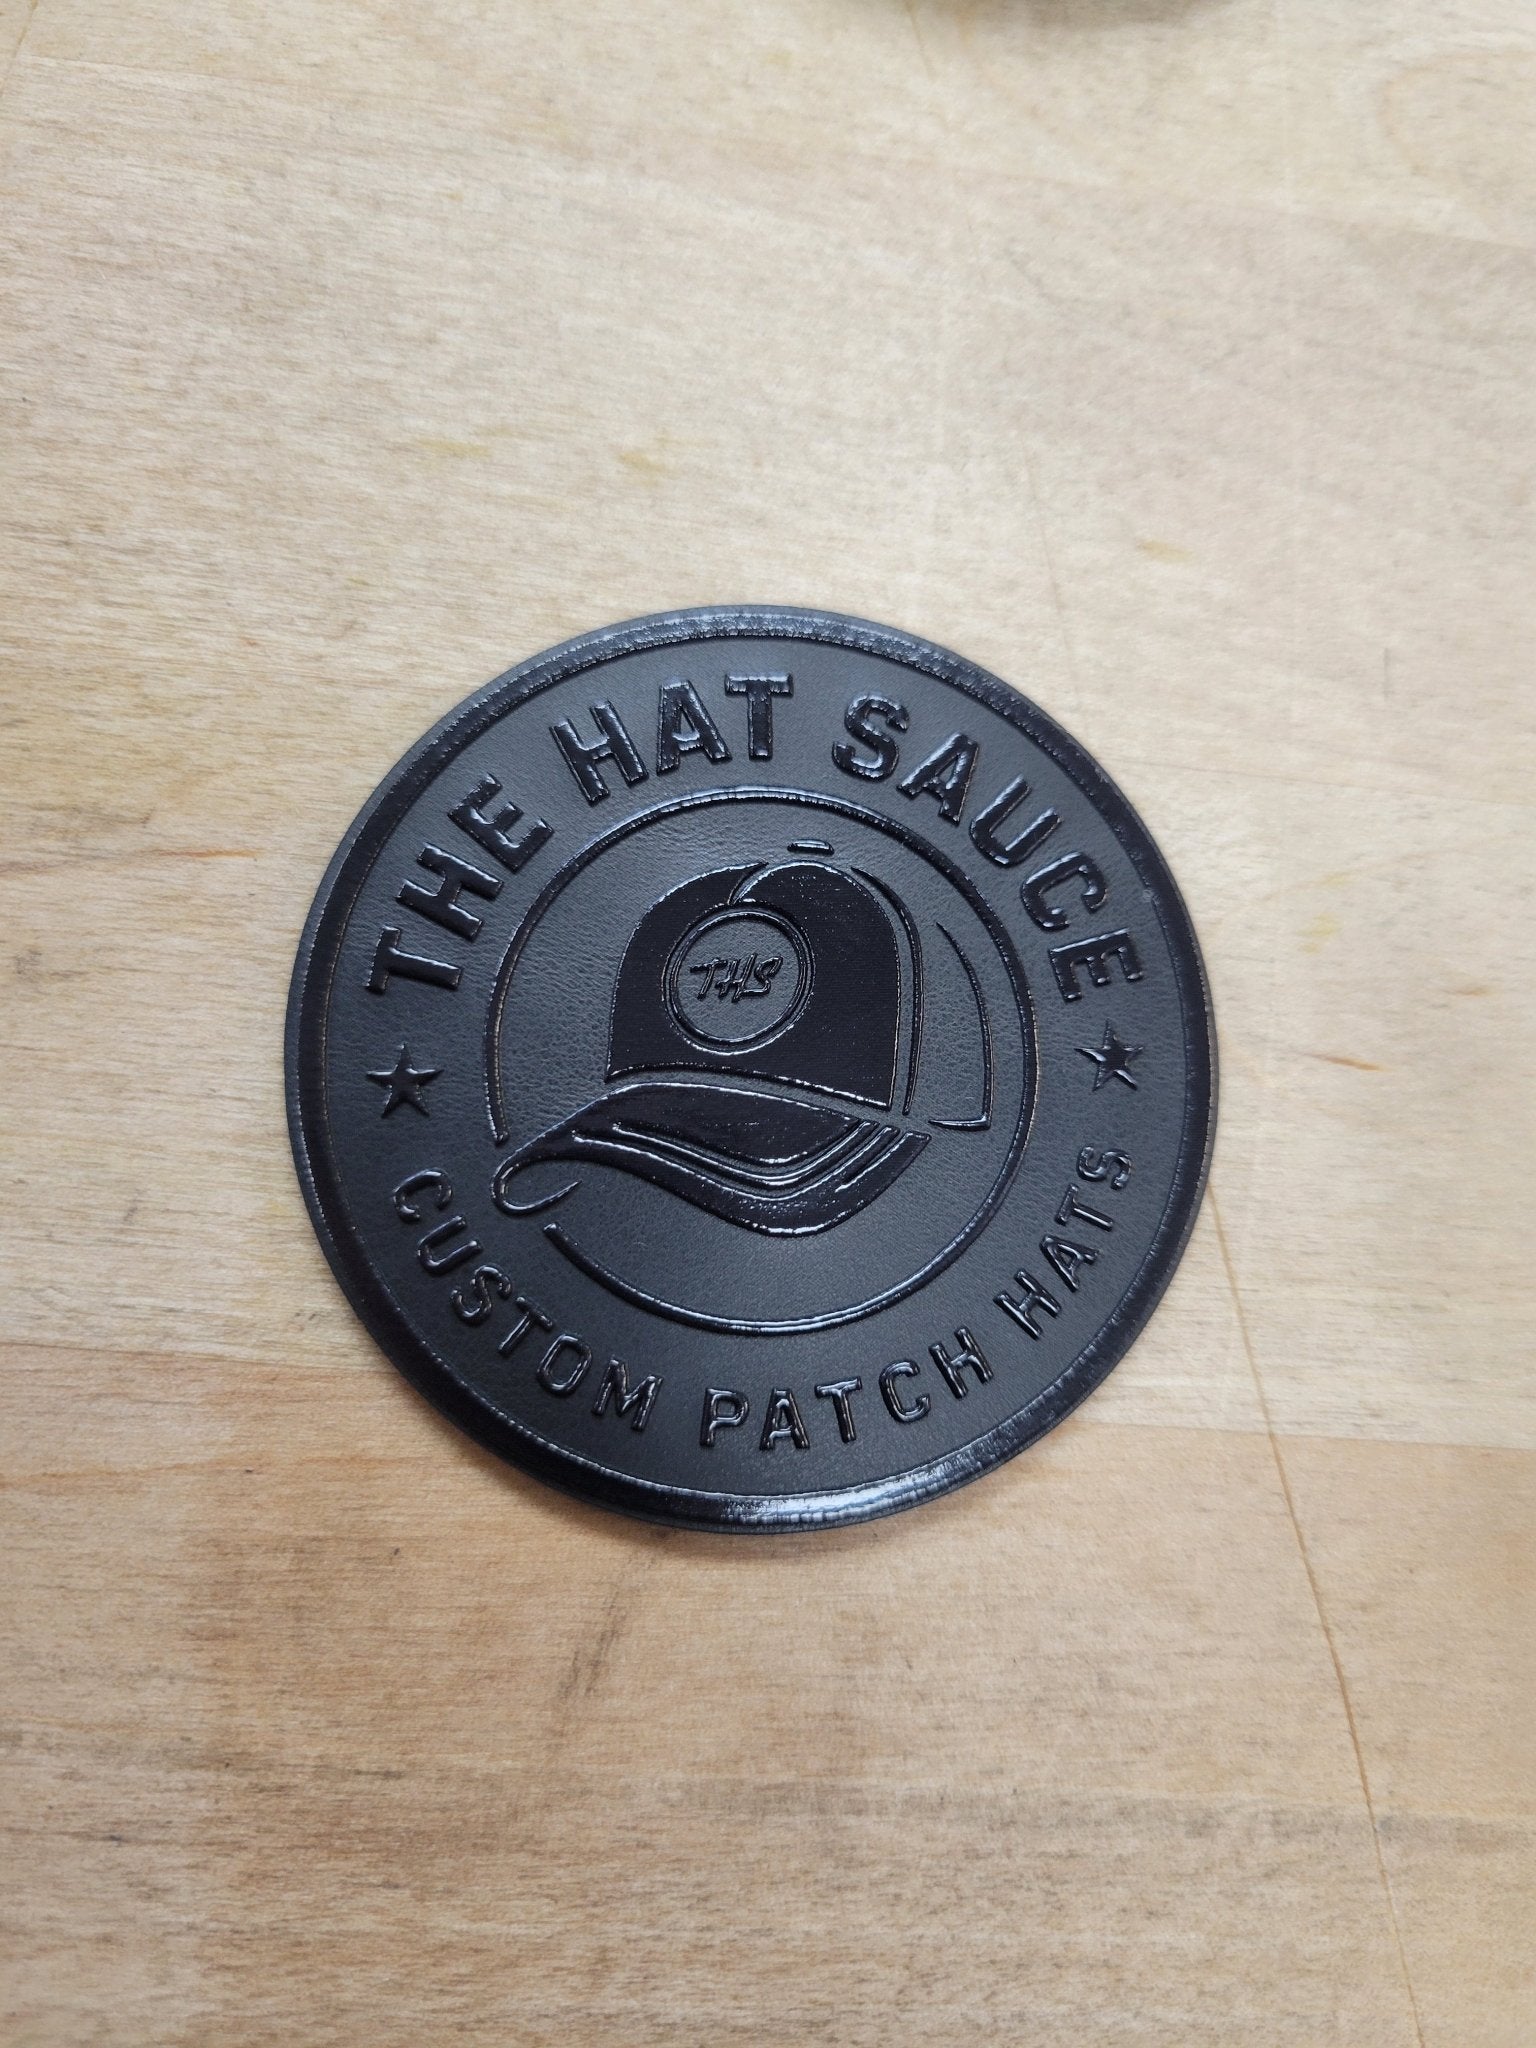 THE HAT SAUCE
THS
CUSTOM PATCH HATS